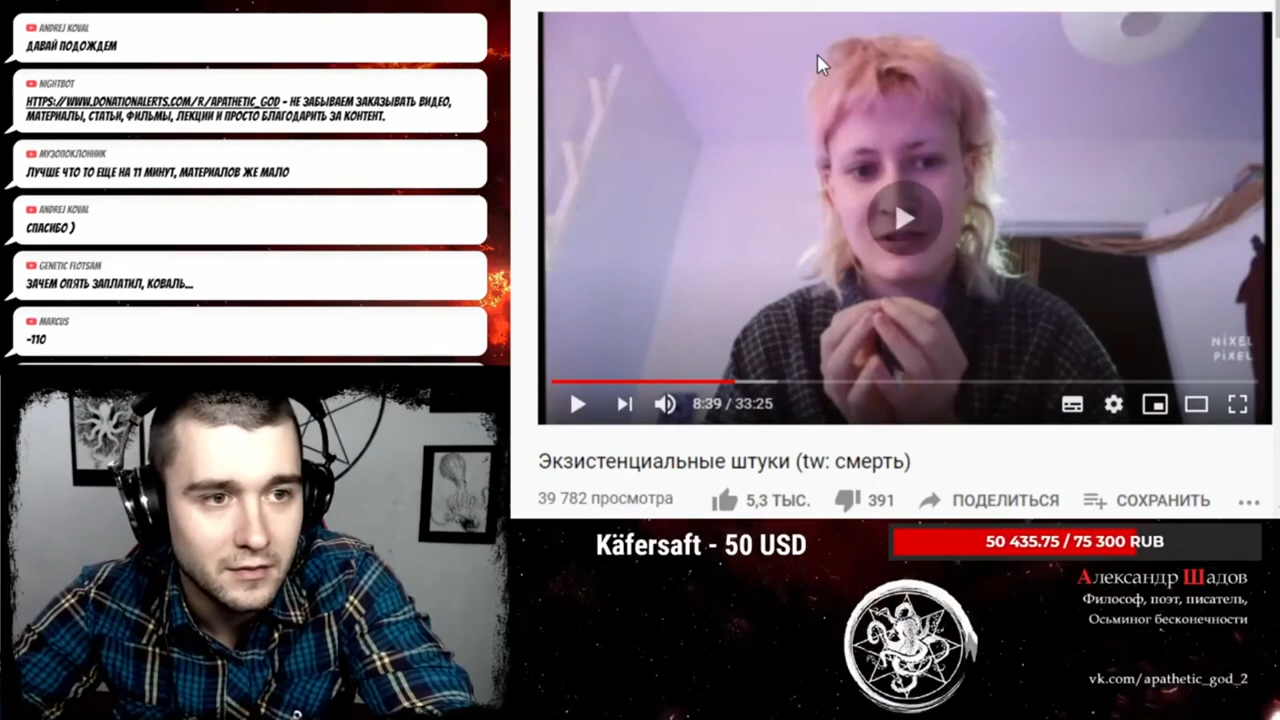 ANDREJ KOVAL
ДАВАЙ ПОДОЖДЕМ
NIGHTBOT
HTTPS://WWW.DONATIONALERTS.COM/R/APATHETIC_GOD - НЕ ЗАБЫВАЕМ ЗАКАЗЫВАТЬ ВИДЕО,
МАТЕРИАЛЫ, СТАТЬИ, ФИЛЬМЫ, ЛЕКЦИИ И ПРОСТО БЛАГОДАРИТЬ ЗА КОНТЕНТ.
МУЗОПОКЛОННИК
ЛУЧШЕ ЧТО ТО ЕЩЕ НА 11 МИНУТ, МАТЕРИАЛОВ ЖЕ МАЛО
ANDREJ KOVAL
СПАСИБО )
GENETIC FLOTSAM
ЗАЧЕМ ОПЯТЬ ЗАПЛАТИЛ, КОВАЛЬ...
MARCUS
-110
NIXEL
PIXEL
8:39 / 33:25
Экзистенциальные штуки (tw: смерть)
39 782 просмотра 5,3 ТЫС. 391 ПОДЕЛИТЬСЯ СОХРАНИТЬ
Käfersaft - 50 USD
50 435.75 / 75 300 RUB
Александр Шадов
Философ, поэт, писатель,
Осьминог бесконечности
vk.com/apathetic_god_2